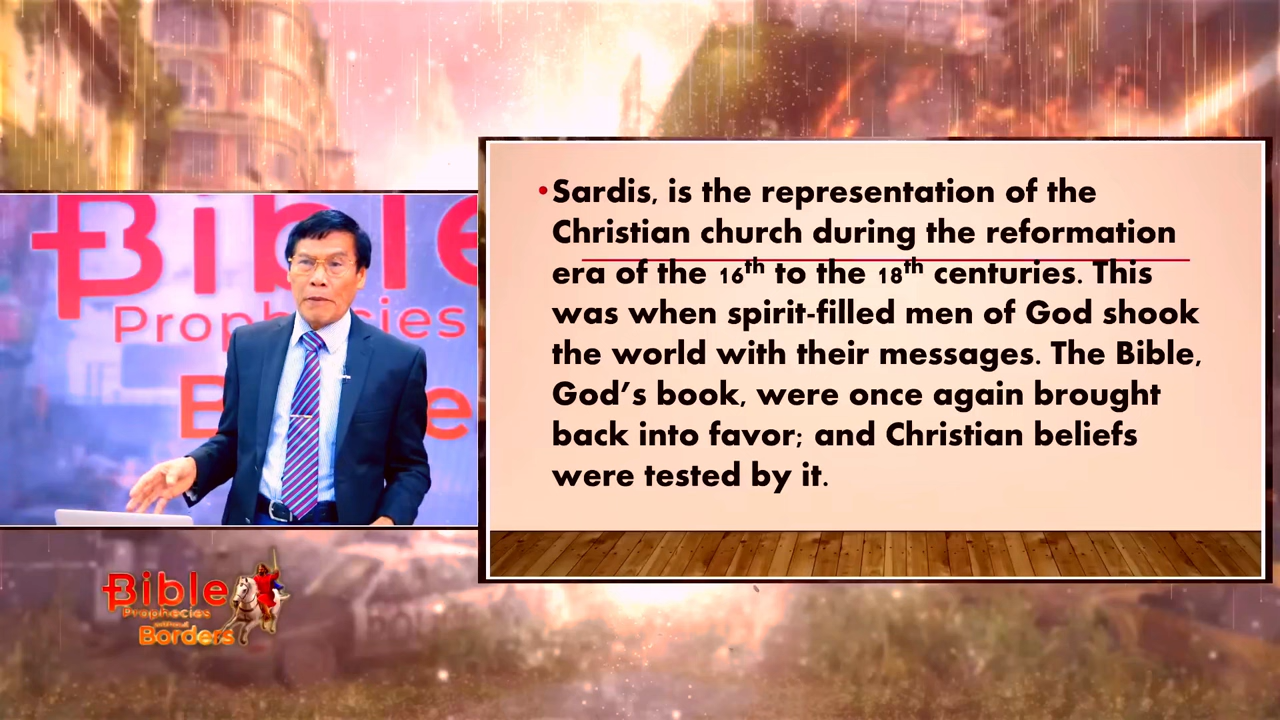 Bible
Prophecies
B e
•Sardis, is the representation of the
Christian church during the reformation
era of the 16th to the 18th centuries. This
was when spirit-filled men of God shook
the world with their messages. The Bible,
God's book, were once again brought
back into favor; and Christian beliefs
were tested by it.
Bible
Prophecies
without
Borders